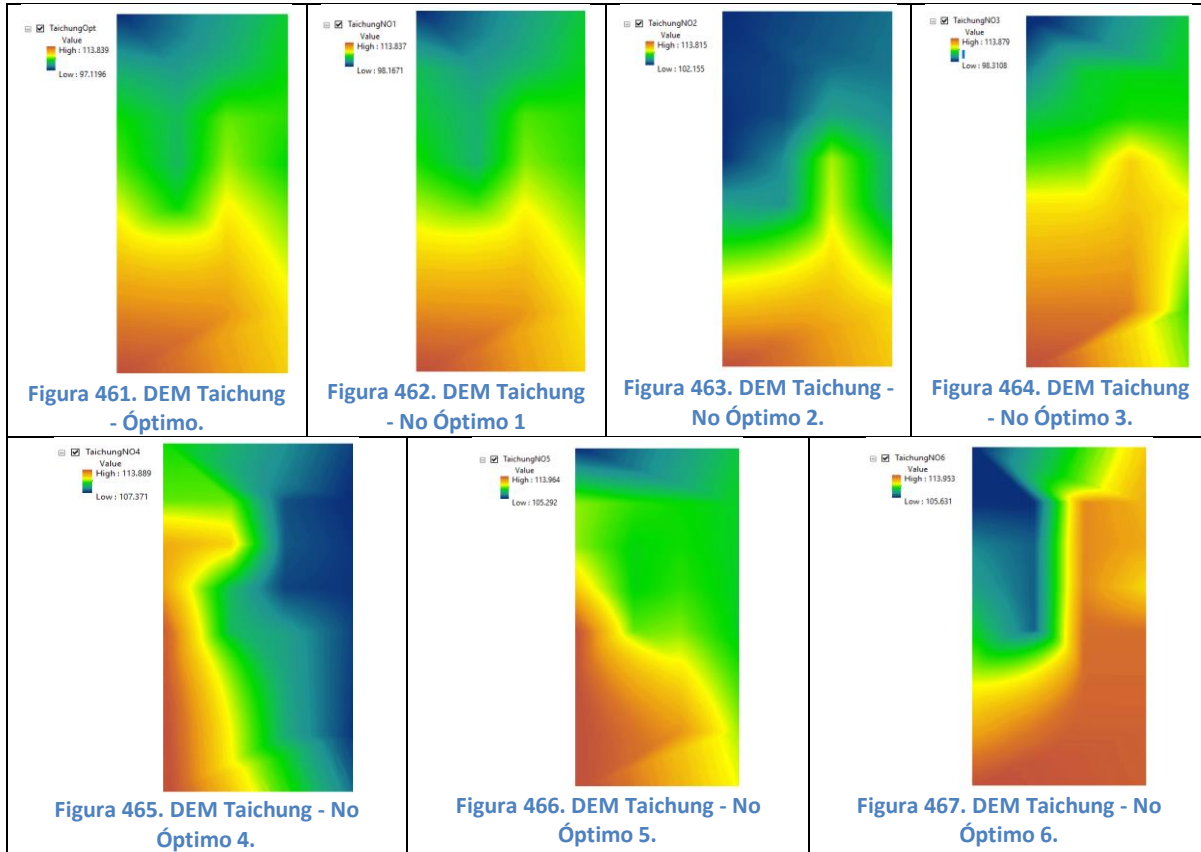 TaichungOpt
Value
High : 113.839
Low : 97.1196
Figura 461. DEM Taichung
- Óptimo.
TaichungNO1
Value
High : 113.837
Low : 98.1671
Figura 462. DEM Taichung
- No Óptimo 1
TaichungNO2
Value
High : 113.815
Low : 102.155
Figura 463. DEM Taichung -
No Óptimo 2.
TaichungNO3
Value
High : 113.879
Low : 98.3108
Figura 464. DEM Taichung
- No Óptimo 3.
TaichungNO4
Value
High : 113.889
Low : 107.371
Figura 465. DEM Taichung - No
Óptimo 4.
TaichungNO5
Value
High : 113.964
Low : 105.292
Figura 466. DEM Taichung - No
Óptimo 5.
TaichungNO6
Value
High : 113.953
Low : 105.631
Figura 467. DEM Taichung - No
Óptimo 6.